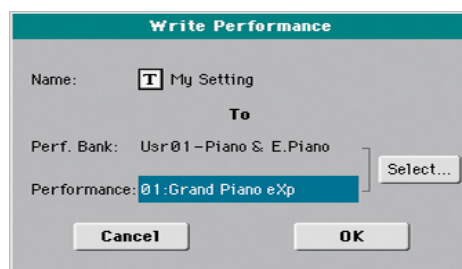 Write Performance
Name: T My Setting
To
Perf. Bank: Usr01-Piano & E.Piano
Select...
Performance: 01:Grand Piano eXp
Cancel OK